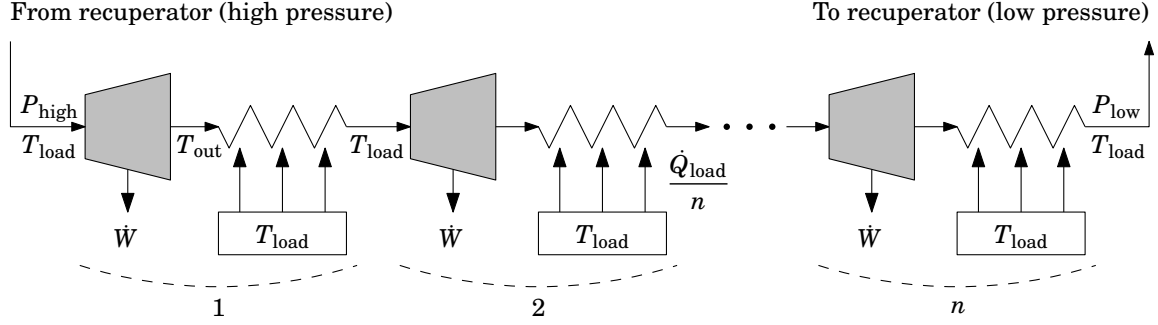 From recuperator (high pressure)
To recuperator (low pressure)
P_high
T_load
T_out
T_load
P_low
T_load
Q̇_load
n
Ẇ
T_load
Ẇ
T_load
Ẇ
T_load
1
2
n